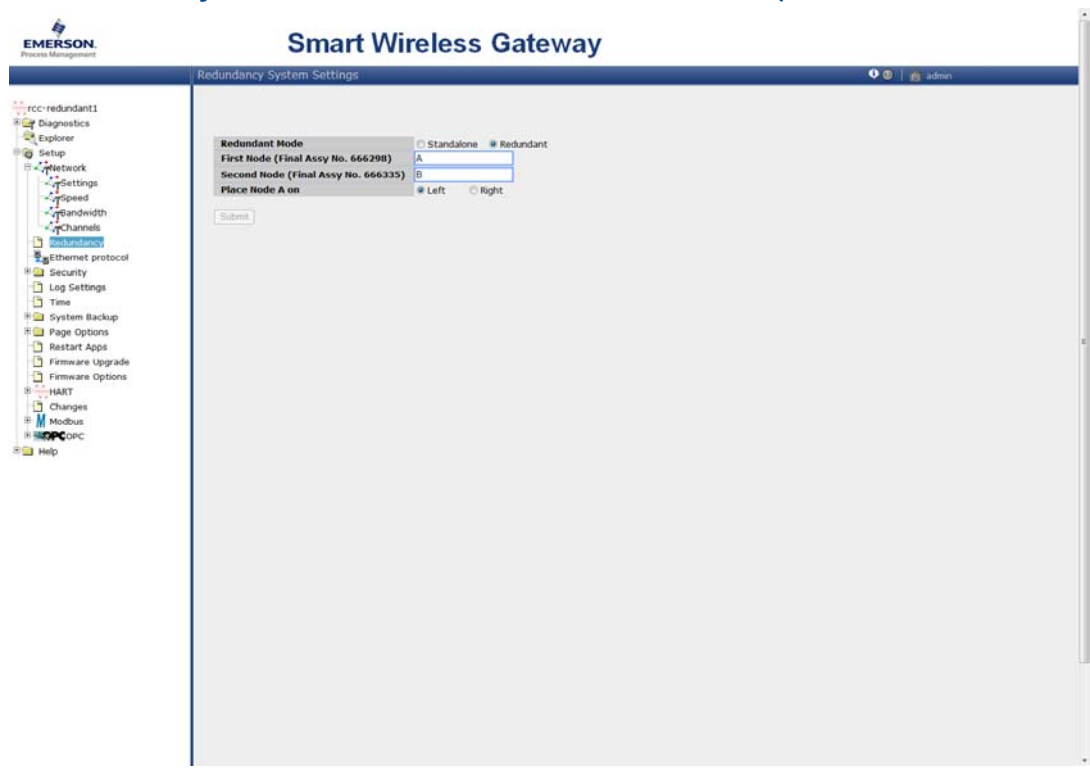 EMERSON.
Process Management
Smart Wireless Gateway
Redundancy System Settings
admin
rcc-redundant1
Diagnostics
Explorer
Setup
Network
Settings
Speed
Bandwidth
Channels
Redundancy
Ethernet protocol
Security
Log Settings
Time
System Backup
Page Options
Restart Apps
Firmware Upgrade
Firmware Options
HART
Changes
Modbus
OPC OPC
Help
Redundant Mode Standalone Redundant
First Node (Final Assy No. 666298) A
Second Node (Final Assy No. 666335) B
Place Node A on Left Right
Submit